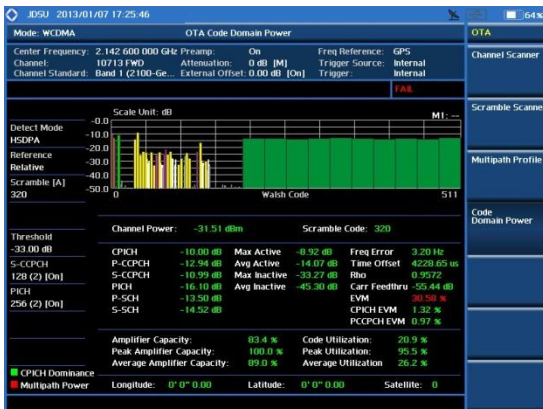 JDSU 2013/01/07 17:25:46 64%
Mode: WCDMA OTA Code Domain Power OTA
Center Frequency: 2.142 600 000 GHz Preamp: On Freq Reference: GPS
Channel: 10713 FWD Attenuation: 0 dB [M] Trigger Source: Internal
Channel Standard: Band 1 (2100-Ge... External Offset: 0.00 dB [On] Trigger: Internal
Channel Scanner
FAIL
Scale Unit: dB M1: --
Scramble Scanne
Detect Mode
HSDPA
Reference
Relative
Scramble [A]
320
-0.0
-10.0
-20.0
-30.0
-40.0
-50.0
0 Walsh Code 511
Multipath Profile
Code
Domain Power
Channel Power: -31.51 dBm Scramble Code: 320
Threshold
-33.00 dB
S-CCPCH
128 (2) [On]
PICH
256 (2) [On]
CPICH -10.00 dB Max Active -8.92 dB Freq Error 3.20 Hz
P-CCPCH -12.94 dB Avg Active -14.07 dB Time Offset 4228.65 us
S-CCPCH -10.99 dB Max Inactive -33.27 dB Rho 0.9572
PICH -16.10 dB Avg Inactive -45.30 dB Carr Feedthru -55.44 dB
P-SCH -13.50 dB EVM 30.50 %
S-SCH -14.52 dB CPICH EVM 1.32 %
PCCPCH EVM 0.97 %
Amplifier Capacity: 83.4 % Code Utilization: 20.9 %
Peak Amplifier Capacity: 100.0 % Peak Utilization: 95.5 %
Average Amplifier Capacity: 89.0 % Average Utilization 26.2 %
CPICH Dominance
Multipath Power
Longitude: 0' 0" 0.00 Latitude: 0' 0" 0.00 Satellite: 0